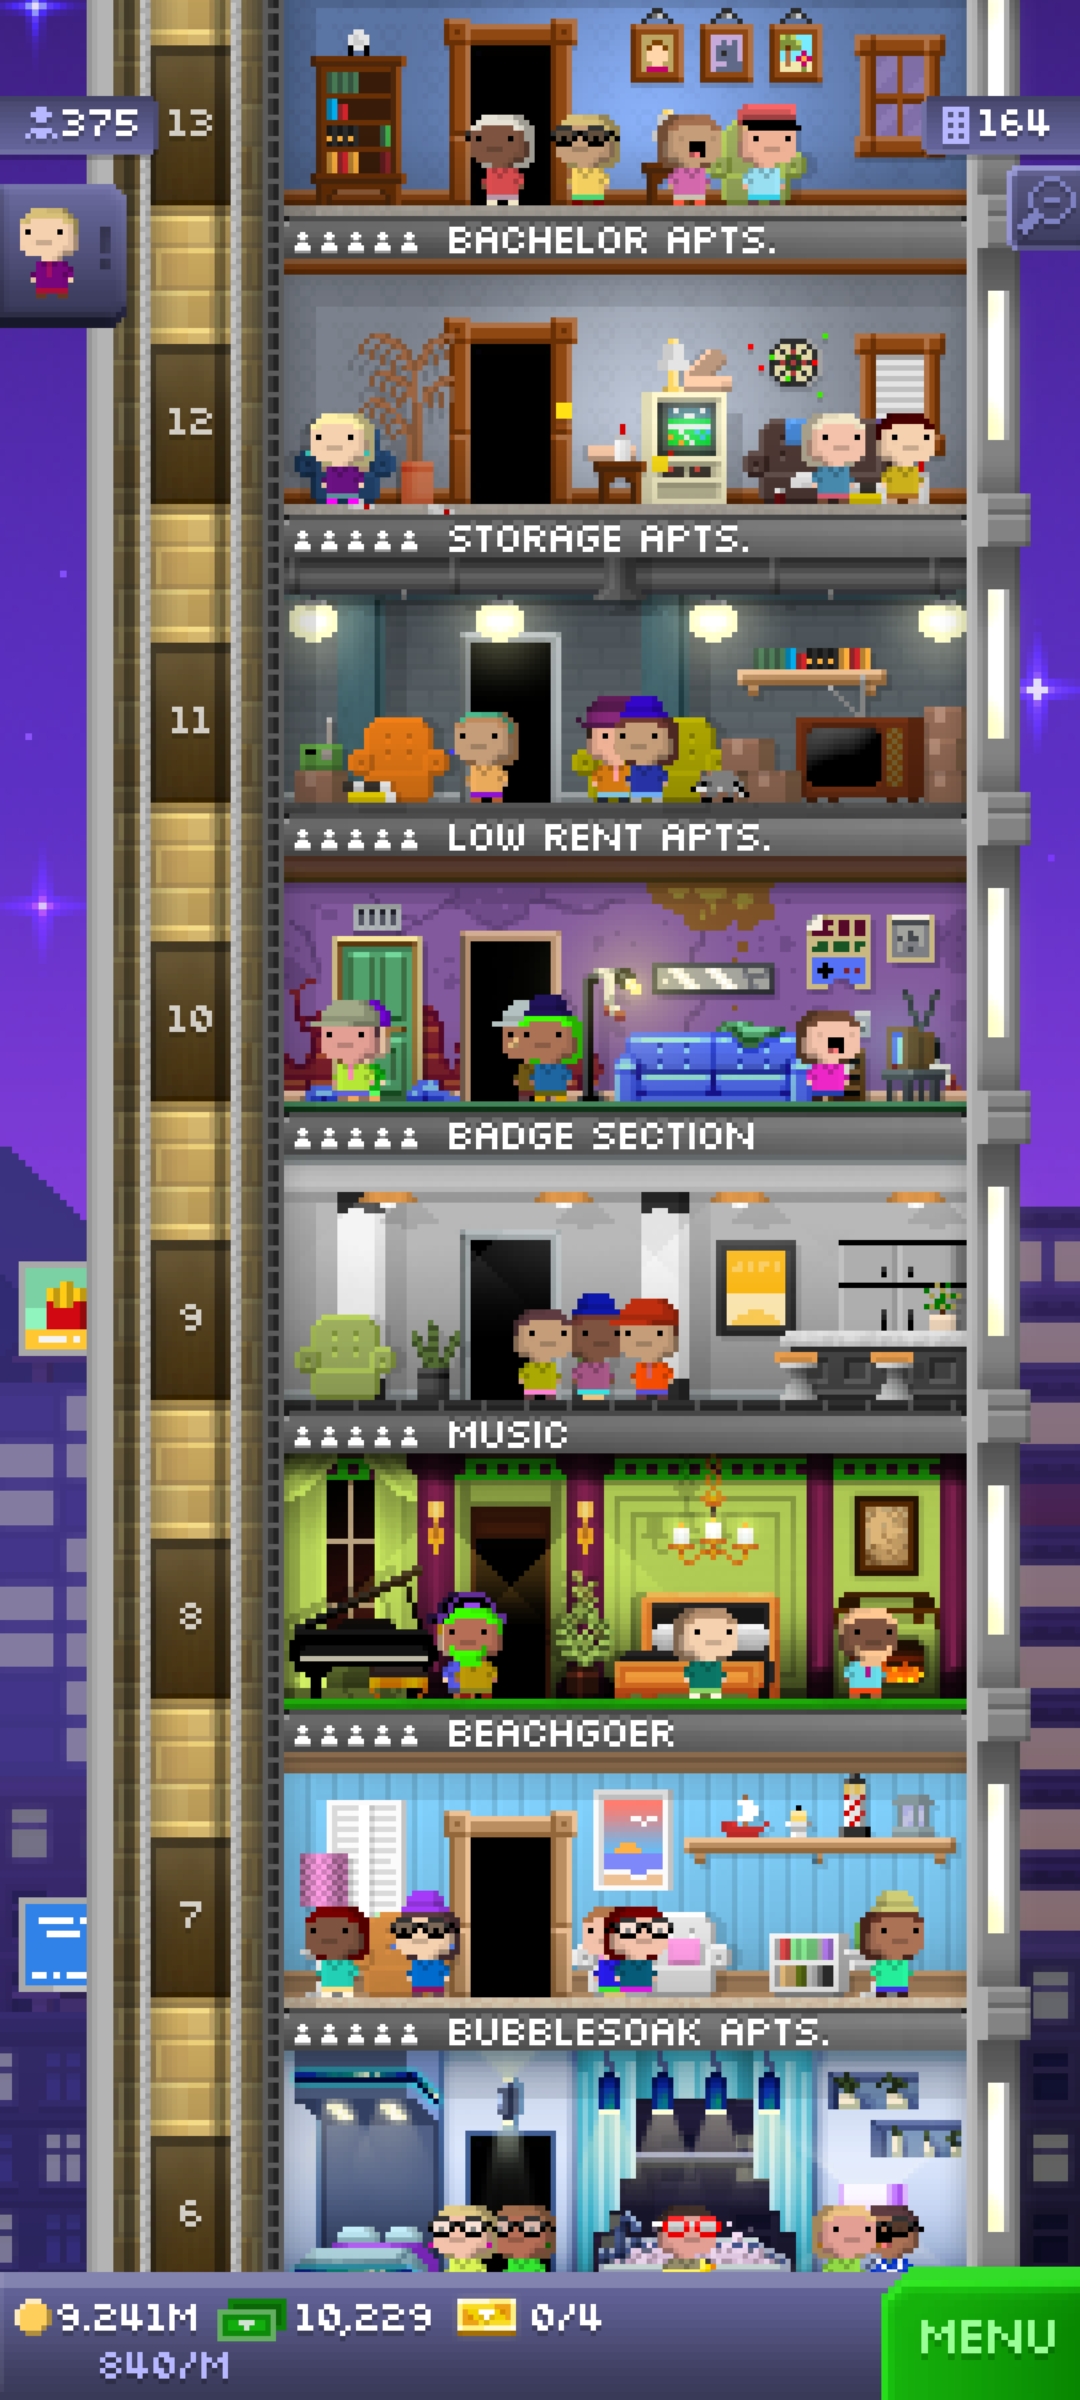 375
13
164
BACHELOR APTS.
12
STORAGE APTS.
11
LOW RENT APTS.
10
BADGE SECTION
9
MUSIC
8
BEACHGOER
7
BUBBLESOAK APTS.
6
9.241M 10,229 0/4
840/M
MENU